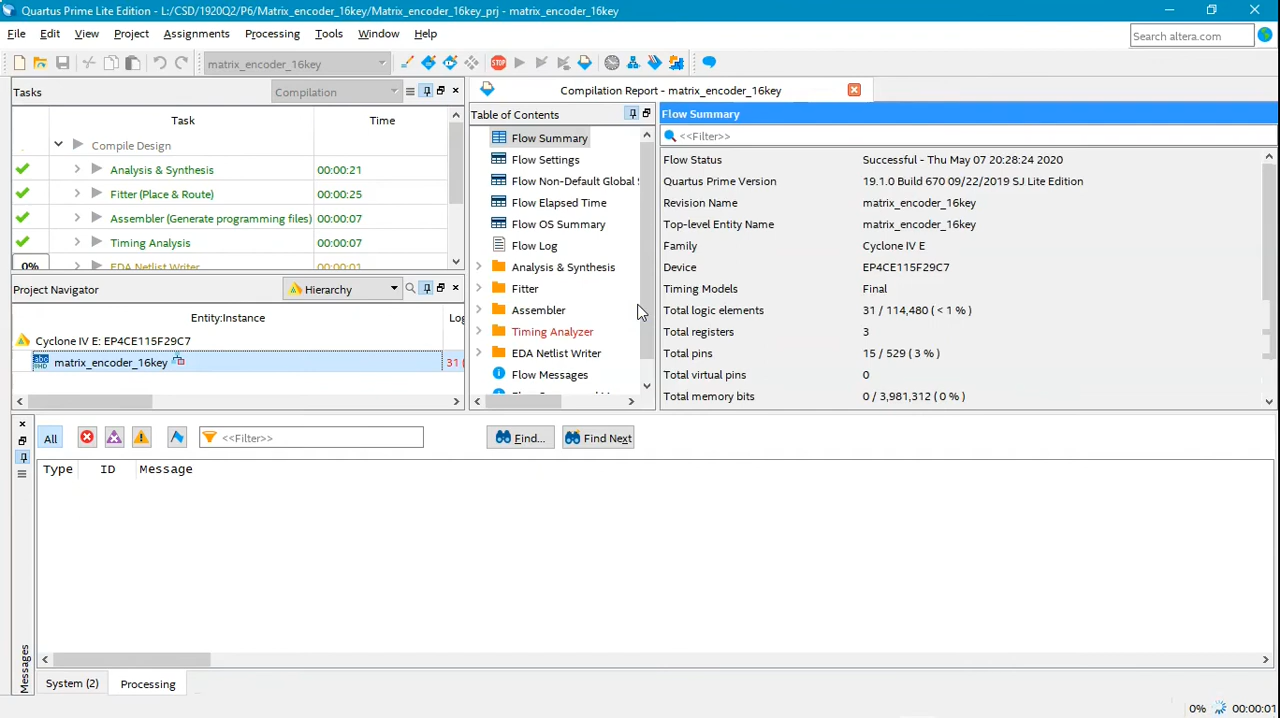 Quartus Prime Lite Edition - L:/CSD/1920Q2/P6/Matrix_encoder_16key/Matrix_encoder_16key_prj - matrix_encoder_16key
File Edit View Project Assignments Processing Tools Window Help
Search altera.com
matrix_encoder_16key
Tasks
Compilation
Task Time
Compile Design
Analysis & Synthesis 00:00:21
Fitter (Place & Route) 00:00:25
Assembler (Generate programming files) 00:00:07
Timing Analysis 00:00:07
0% EDA Netlist Writer 00:00:01
Project Navigator
Hierarchy
Entity:Instance
Cyclone IV E: EP4CE115F29C7
matrix_encoder_16key 31
Compilation Report - matrix_encoder_16key
Table of Contents
Flow Summary
Flow Settings
Flow Non-Default Global
Flow Elapsed Time
Flow OS Summary
Flow Log
Analysis & Synthesis
Fitter
Assembler
Timing Analyzer
EDA Netlist Writer
Flow Messages
Flow Summary
<<Filter>>
Flow Status Successful - Thu May 07 20:28:24 2020
Quartus Prime Version 19.1.0 Build 670 09/22/2019 SJ Lite Edition
Revision Name matrix_encoder_16key
Top-level Entity Name matrix_encoder_16key
Family Cyclone IV E
Device EP4CE115F29C7
Timing Models Final
Total logic elements 31 / 114,480 ( < 1 % )
Total registers 3
Total pins 15 / 529 ( 3 % )
Total virtual pins 0
Total memory bits 0 / 3,981,312 ( 0 % )
All
<<Filter>>
Find... Find Next
Type ID Message
Messages
System (2) Processing
0% 00:00:01